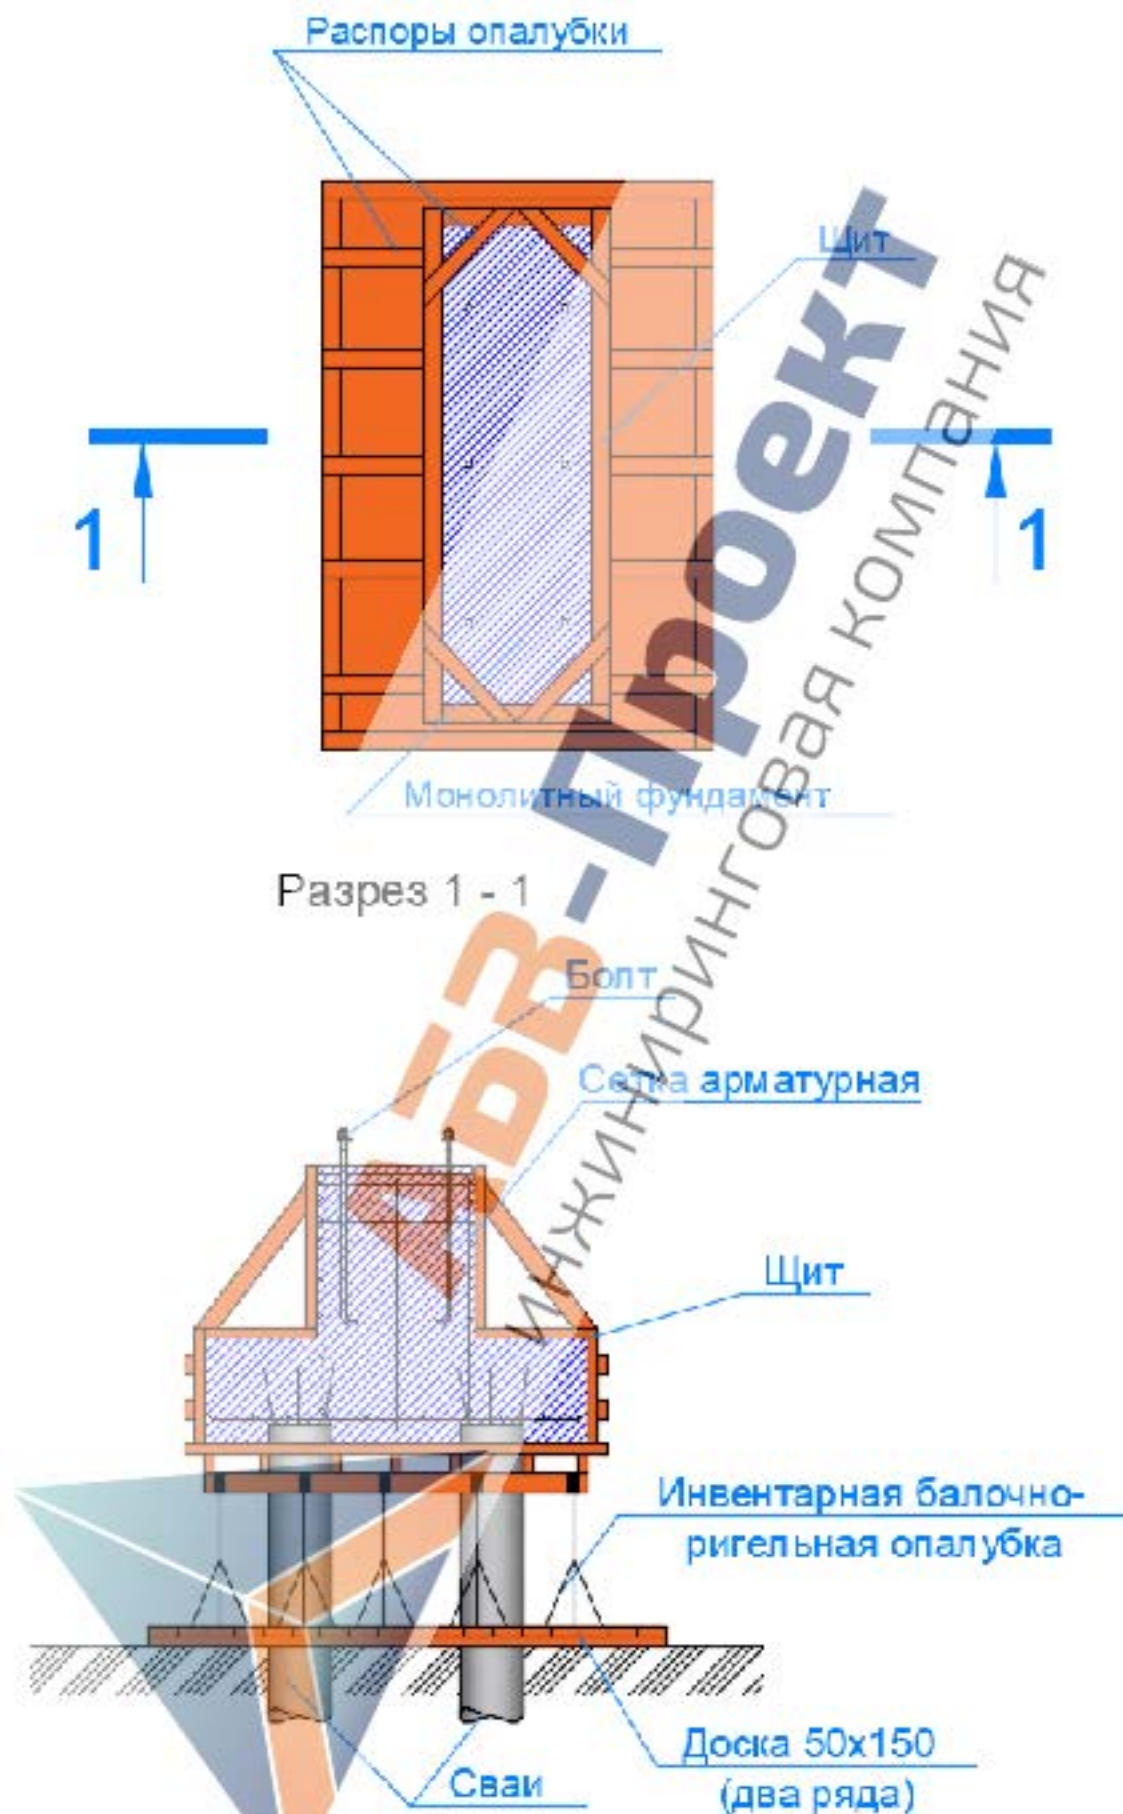 Распоры опалубки
Щит
1
1
Монолитный фундамент
Разрез 1 - 1
Болт
Сетка арматурная
Щит
Инвентарная балочно-
ригельная опалубка
Доска 50х150
(два ряда)
Сваи
АБВ-Проект
инжиниринговая компания